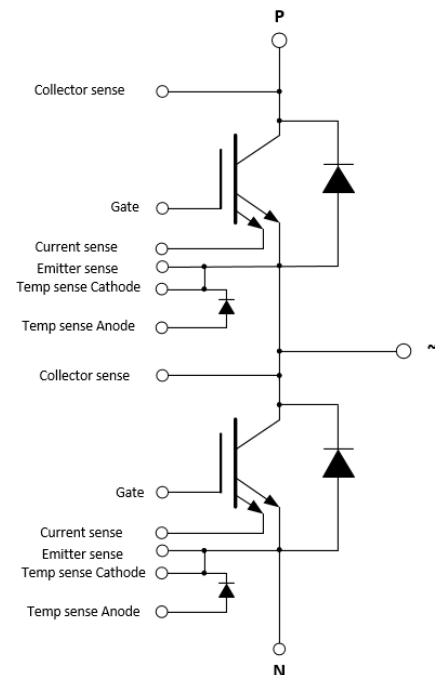 P
Collector sense
Gate
Current sense
Emitter sense
Temp sense Cathode
Temp sense Anode
~
Collector sense
Gate
Current sense
Emitter sense
Temp sense Cathode
Temp sense Anode
N